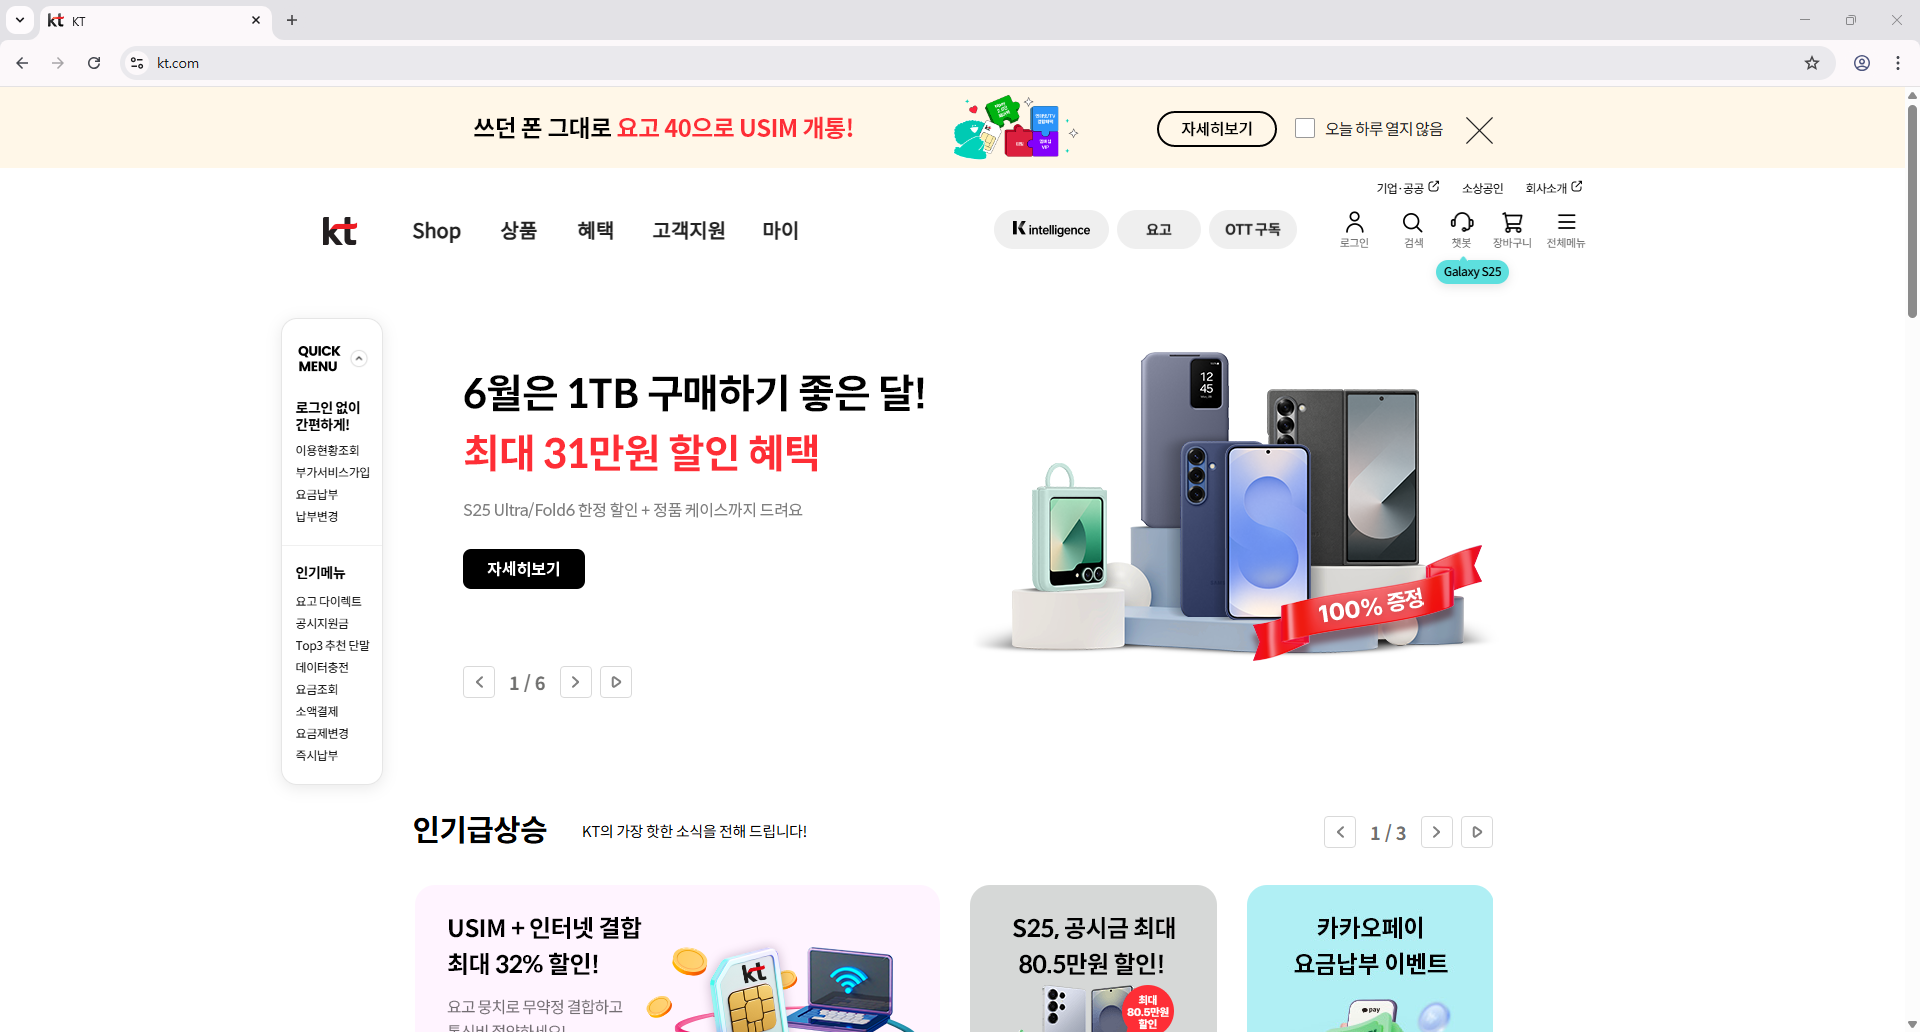 KT
kt.com
쓰던 폰 그대로 요고 40으로 USIM 개통!
자세히보기
오늘 하루 열지 않음
기업·공공
소상공인
회사소개
kt
Shop
상품
혜택
고객지원
마이
K intelligence
요고
OTT 구독
로그인
검색
챗봇
장바구니
전체메뉴
Galaxy S25
QUICK
MENU
로그인 없이
간편하게!
이용현황조회
부가서비스가입
요금납부
납부변경
인기메뉴
요고 다이렉트
공시지원금
Top3 추천 단말
데이터충전
요금조회
소액결제
요금제변경
즉시납부
6월은 1TB 구매하기 좋은 달!
최대 31만원 할인 혜택
S25 Ultra/Fold6 한정 할인 + 정품 케이스까지 드려요
자세히보기
1 / 6
12
45
100% 증정
인기급상승
KT의 가장 핫한 소식을 전해 드립니다!
1 / 3
USIM + 인터넷 결합
최대 32% 할인!
요고 뭉치로 무약정 결합하고
통신비 절약하세요!
kt
S25, 공시금 최대
80.5만원 할인!
최대
80.5만원
할인
카카오페이
요금납부 이벤트
pay